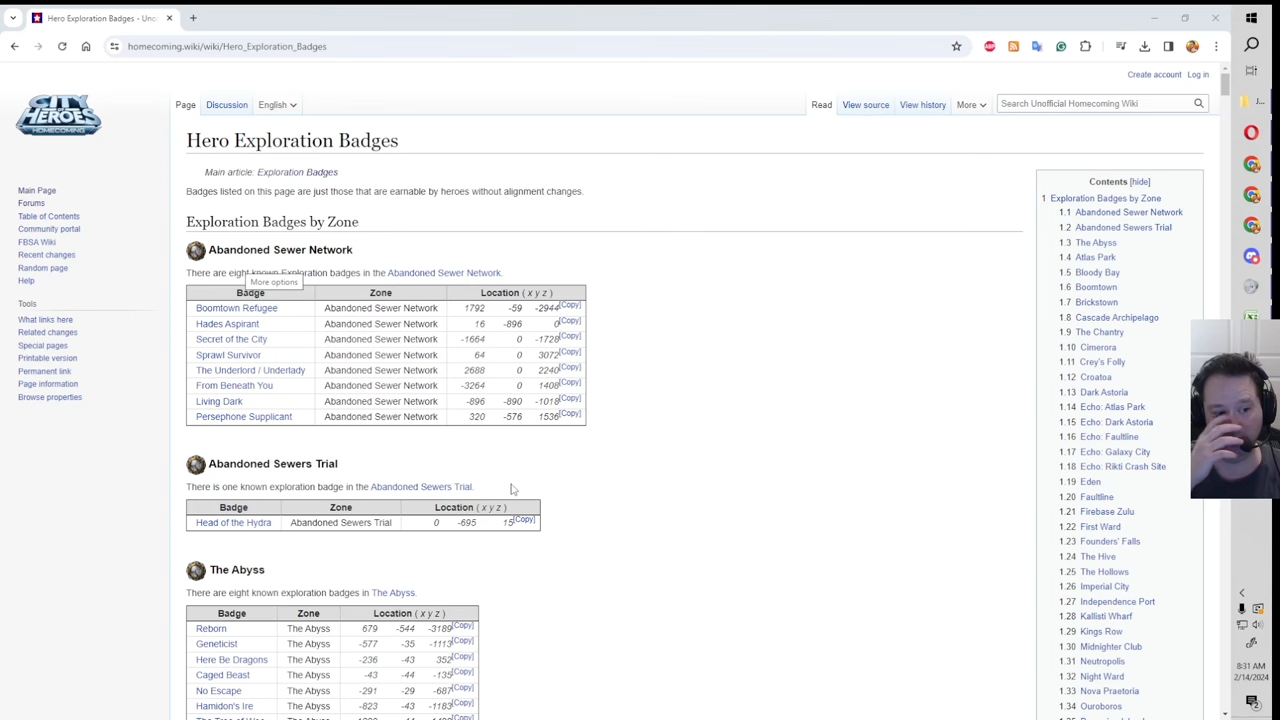 Hero Exploration Badges - Uno
homecoming.wiki/wiki/Hero_Exploration_Badges
Create account Log in
CITY OF HEROES HOMECOMING
Page Discussion English Read View source View history More Search Unofficial Homecoming Wiki
Hero Exploration Badges
Main article: Exploration Badges
Badges listed on this page are just those that are earnable by heroes without alignment changes.
Main Page
Forums
Table of Contents
Community portal
FBSA Wiki
Recent changes
Random page
Help
Tools
What links here
Related changes
Special pages
Printable version
Permanent link
Page information
Browse properties
Exploration Badges by Zone
Abandoned Sewer Network
There are eight known Exploration badges in the Abandoned Sewer Network.
More options
Badge Zone Location ( x y z )
Boomtown Refugee Abandoned Sewer Network 1792 -59 -2944 [Copy]
Hades Aspirant Abandoned Sewer Network 16 -896 0 [Copy]
Secret of the City Abandoned Sewer Network -1664 0 -1728 [Copy]
Sprawl Survivor Abandoned Sewer Network 64 0 3072 [Copy]
The Underlord / Underlady Abandoned Sewer Network 2688 0 2240 [Copy]
From Beneath You Abandoned Sewer Network -3264 0 1408 [Copy]
Living Dark Abandoned Sewer Network -896 -890 -1018 [Copy]
Persephone Supplicant Abandoned Sewer Network 320 -576 1536 [Copy]
Abandoned Sewers Trial
There is one known exploration badge in the Abandoned Sewers Trial.
Badge Zone Location ( x y z )
Head of the Hydra Abandoned Sewers Trial 0 -695 15 [Copy]
The Abyss
There are eight known exploration badges in The Abyss.
Badge Zone Location ( x y z )
Reborn The Abyss 679 -544 -3189 [Copy]
Geneticist The Abyss -577 -35 -1113 [Copy]
Here Be Dragons The Abyss -236 -43 352 [Copy]
Caged Beast The Abyss -43 -44 -135 [Copy]
No Escape The Abyss -291 -29 -687 [Copy]
Hamidon's Ire The Abyss -823 -43 -1183 [Copy]
Contents [hide]
1 Exploration Badges by Zone
1.1 Abandoned Sewer Network
1.2 Abandoned Sewers Trial
1.3 The Abyss
1.4 Atlas Park
1.5 Bloody Bay
1.6 Boomtown
1.7 Brickstown
1.8 Cascade Archipelago
1.9 The Chantry
1.10 Cimerora
1.11 Crey's Folly
1.12 Croatoa
1.13 Dark Astoria
1.14 Echo: Atlas Park
1.15 Echo: Dark Astoria
1.16 Echo: Faultline
1.17 Echo: Galaxy City
1.18 Echo: Rikti Crash Site
1.19 Eden
1.20 Faultline
1.21 Firebase Zulu
1.22 First Ward
1.23 Founders' Falls
1.24 The Hive
1.25 The Hollows
1.26 Imperial City
1.27 Independence Port
1.28 Kallisti Wharf
1.29 Kings Row
1.30 Midnighter Club
1.31 Neutropolis
1.32 Night Ward
1.33 Nova Praetoria
1.34 Ouroboros
J...
8:31 AM
2/14/2024
2